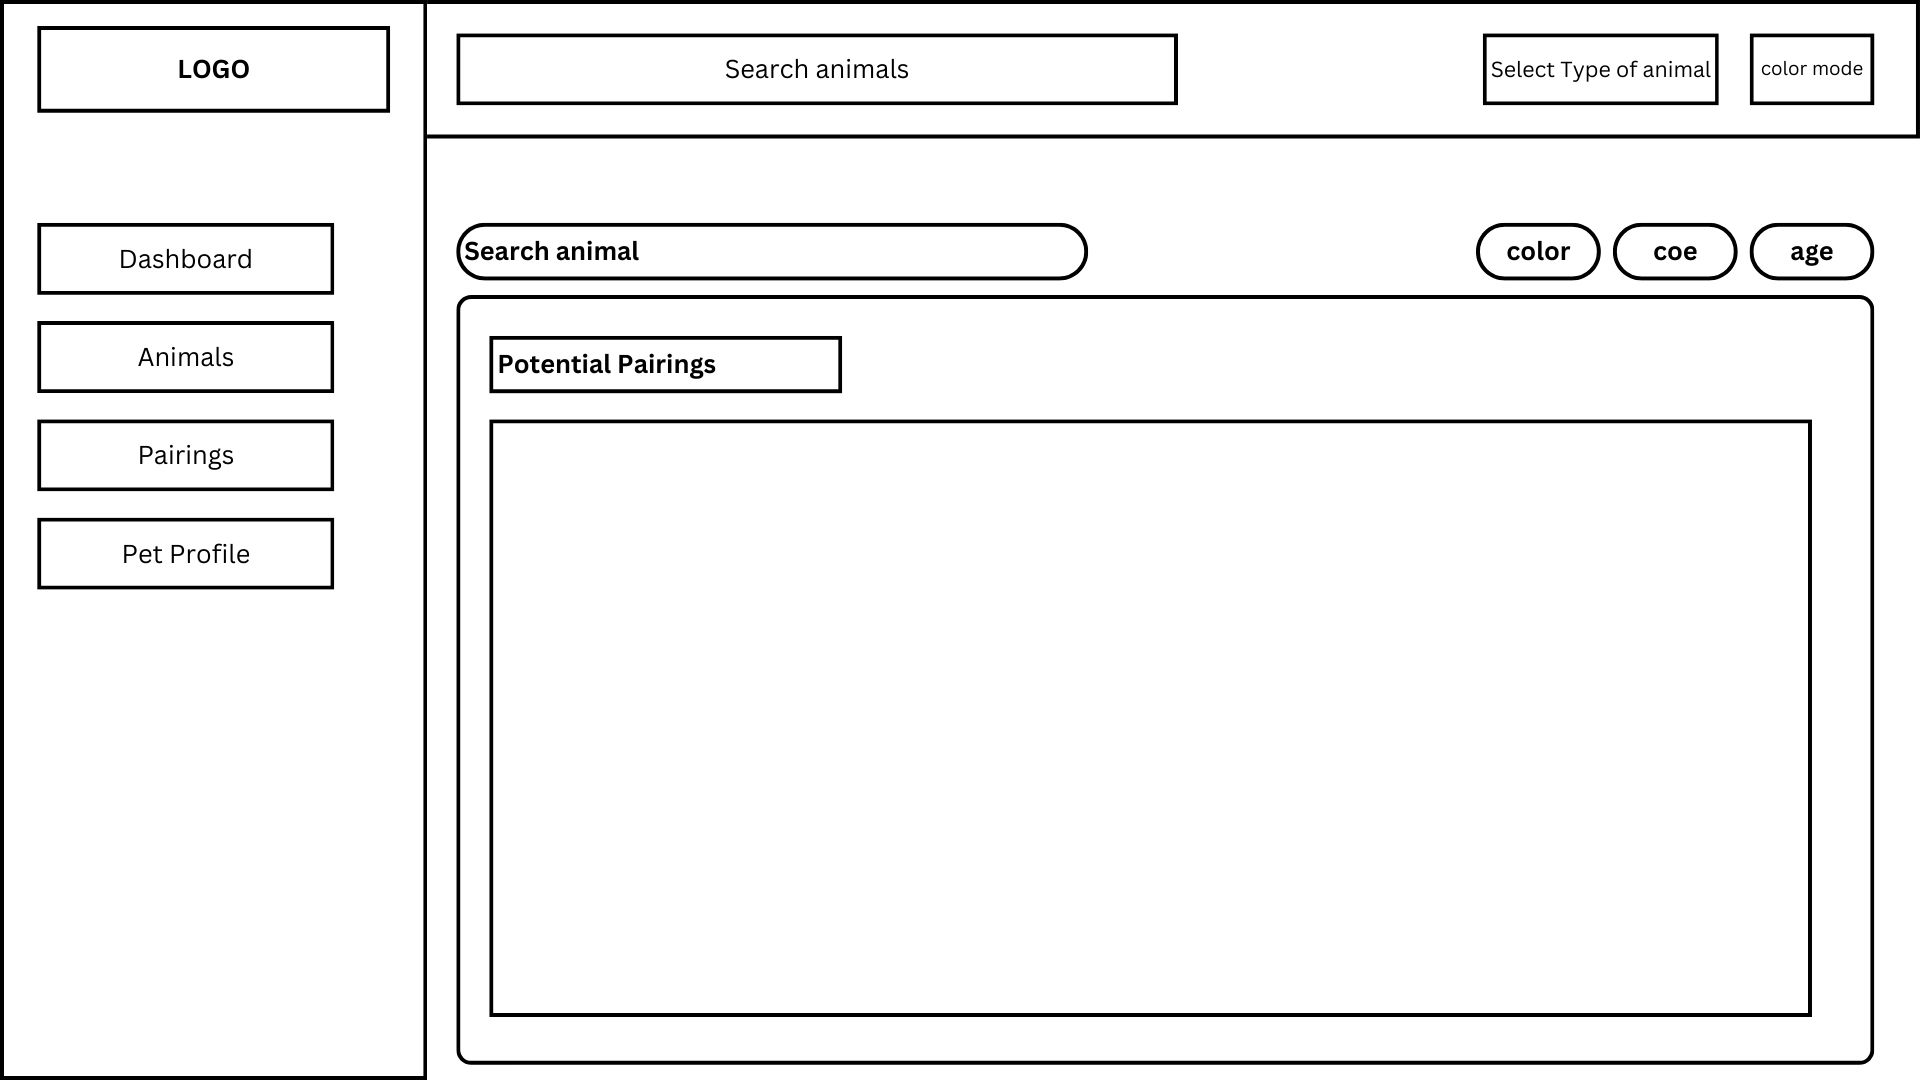 LOGO
Search animals
Select Type of animal
color mode
Dashboard
Animals
Pairings
Pet Profile
Search animal
color
coe
age
Potential Pairings